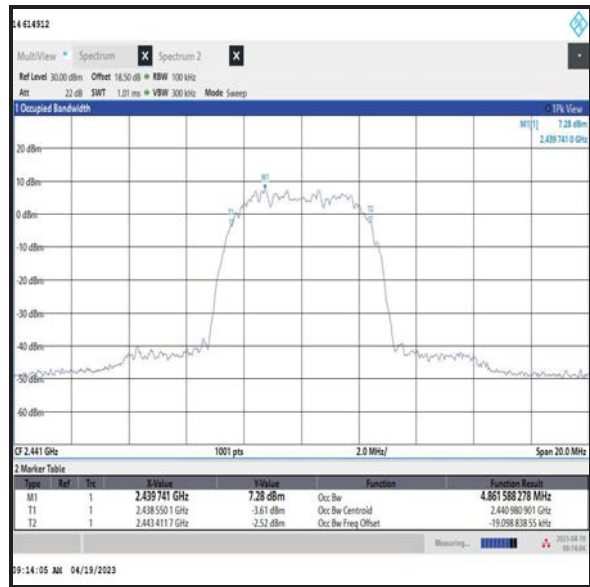 14 614912
MultiView Spectrum X Spectrum 2 X
Ref Level 30.00 dBm Offset 18.50 dB RBW 100 kHz
Att 22 dB SWT 1.01 ms VBW 300 kHz Mode Sweep
1 Occupied Bandwidth 1Pk View
M1[1] 7.28 dBm
2.439 741 0 GHz
20 dBm
10 dBm
M1
T1
T2
0 dBm
-10 dBm
-20 dBm
-30 dBm
-40 dBm
-50 dBm
-60 dBm
CF 2.441 GHz 1001 pts 2.0 MHz/ Span 20.0 MHz
2 Marker Table
Type Ref Trc X-Value Y-Value Function Function Result
M1 1 2.439 741 GHz 7.28 dBm Occ Bw 4.861 588 278 MHz
T1 1 2.438 550 1 GHz -3.61 dBm Occ Bw Centroid 2.440 980 901 GHz
T2 1 2.443 411 7 GHz -2.52 dBm Occ Bw Freq Offset -19.098 838 55 kHz
Measuring...
09:14:05 AM 04/19/2023